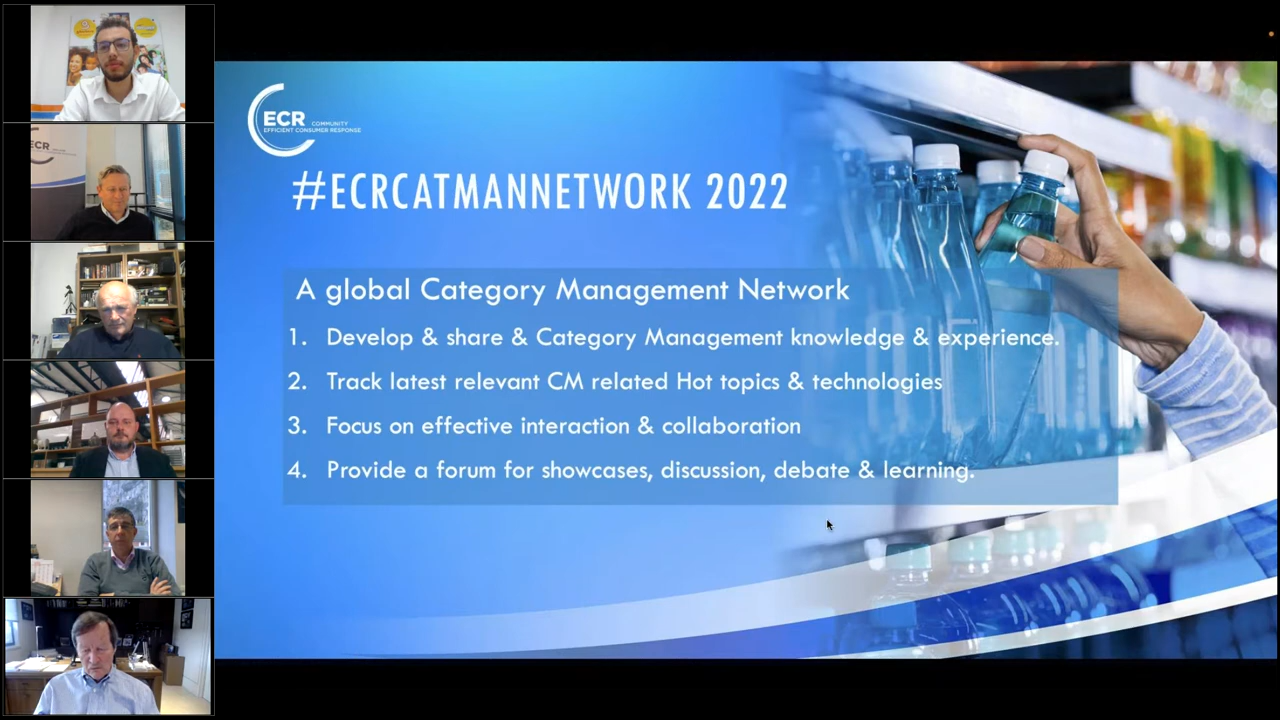 ECR
COMMUNITY
EFFICIENT CONSUMER RESPONSE
#ECRCATMANNETWORK 2022
A global Category Management Network
1. Develop & share & Category Management knowledge & experience.
2. Track latest relevant CM related Hot topics & technologies
3. Focus on effective interaction & collaboration
4. Provide a forum for showcases, discussion, debate & learning.
ECR